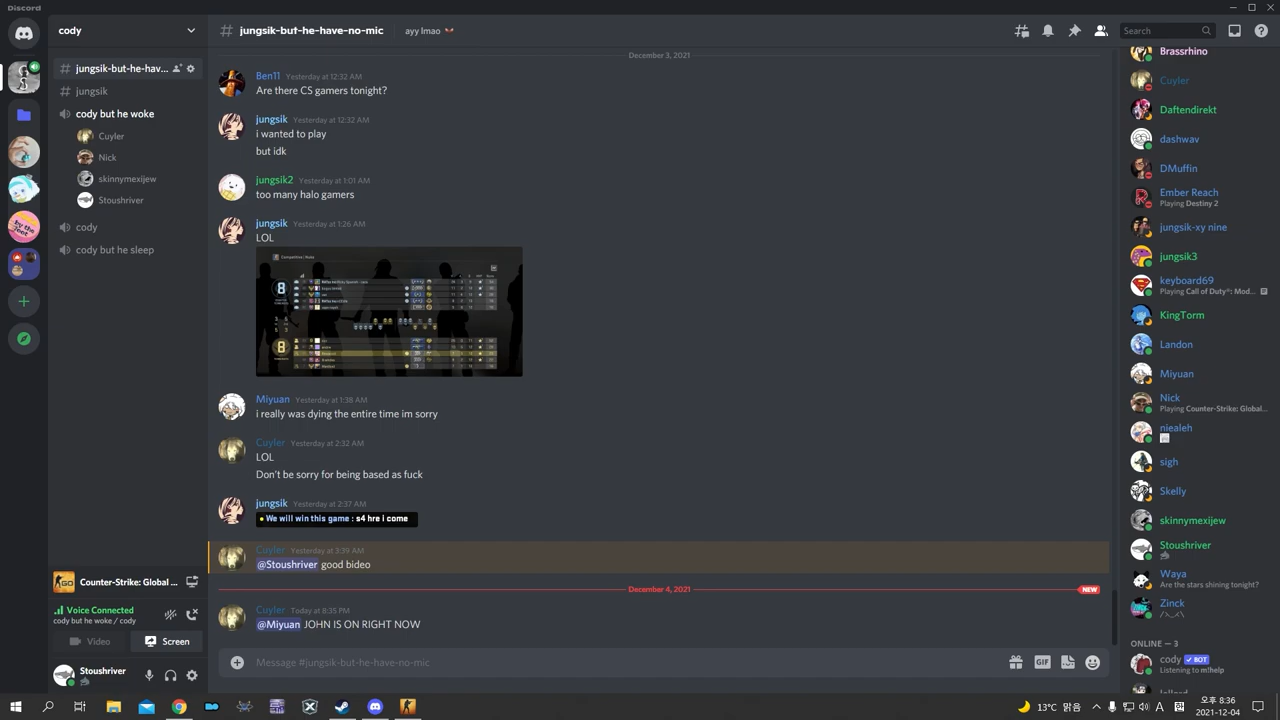 Discord
cody
# jungsik-but-he-have-no-mic
ayy lmao
Search
# jungsik-but-he-hav...
# jungsik
cody but he woke
Cuyler
Nick
skinnymexijew
Stoushriver
cody
cody but he sleep
Counter-Strike: Global ...
Voice Connected
cody but he woke / cody
Video
Screen
Stoushriver
December 3, 2021
Ben11 Yesterday at 12:32 AM
Are there CS gamers tonight?
jungsik Yesterday at 12:32 AM
i wanted to play
but idk
jungsik2 Yesterday at 1:01 AM
too many halo gamers
jungsik Yesterday at 1:26 AM
LOL
8
8
Miyuan Yesterday at 1:38 AM
i really was dying the entire time im sorry
Cuyler Yesterday at 2:32 AM
LOL
Don't be sorry for being based as fuck
jungsik Yesterday at 2:37 AM
We will win this game : s4 hre i come
Cuyler Yesterday at 3:39 AM
@Stoushriver good bideo
December 4, 2021
NEW
Cuyler Today at 8:35 PM
@Miyuan JOHN IS ON RIGHT NOW
Message #jungsik-but-he-have-no-mic
GIF
Brassrhino
Cuyler
Daftendirekt
dashwav
DMuffin
Ember Reach
Playing Destiny 2
jungsik-xy nine
jungsik3
keyboard69
Playing Call of Duty®: Mod...
KingTorm
Landon
Miyuan
Nick
Playing Counter-Strike: Global...
niealeh
sigh
Skelly
skinnymexijew
Stoushriver
Waya
Are the stars shining tonight?
Zinck
ONLINE — 3
cody BOT
Listening to m!help
13°C 맑음
A
한
오후 8:36
2021-12-04